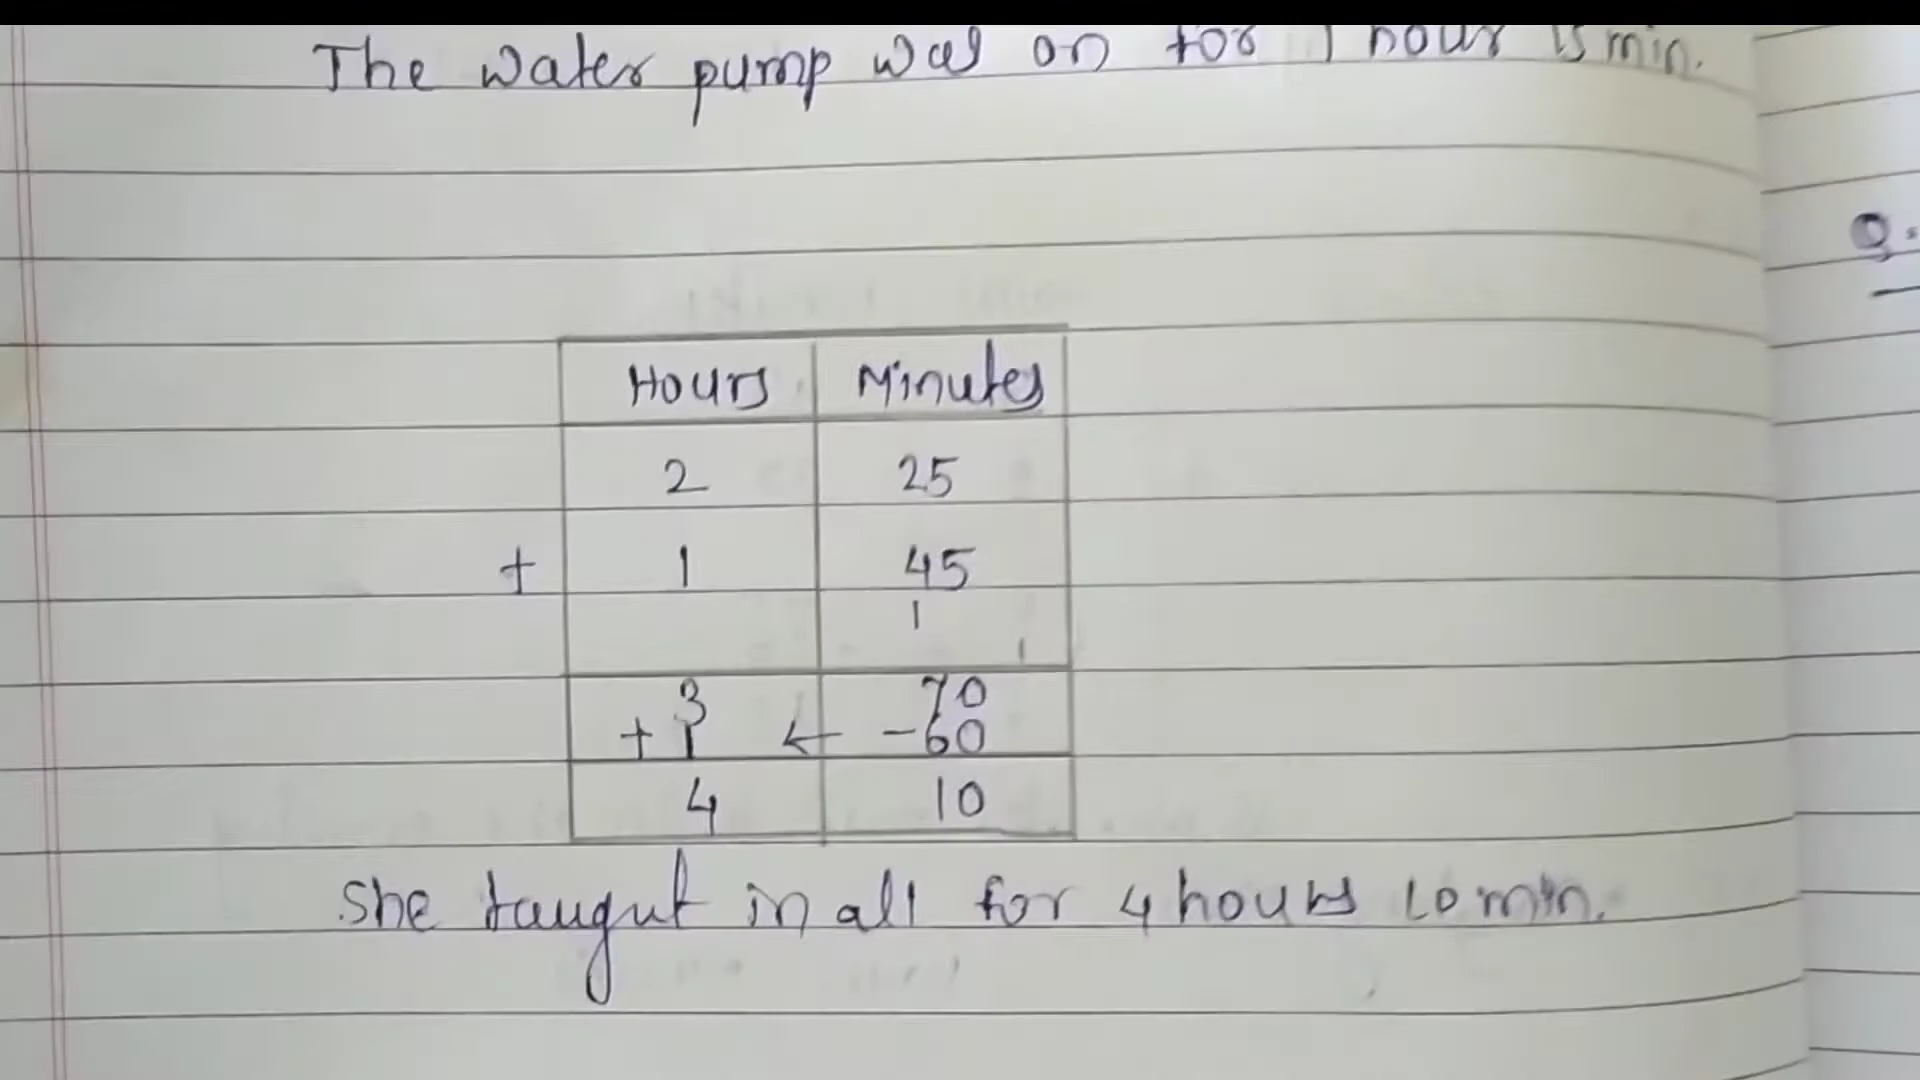 The water pump was on for 1 hour 15 min.
Q.
Hours Minutes
2 25
+ 1 45
1
3 70
+ 1 ← -60
4 10
She taugut in all for 4 hours 10 min.